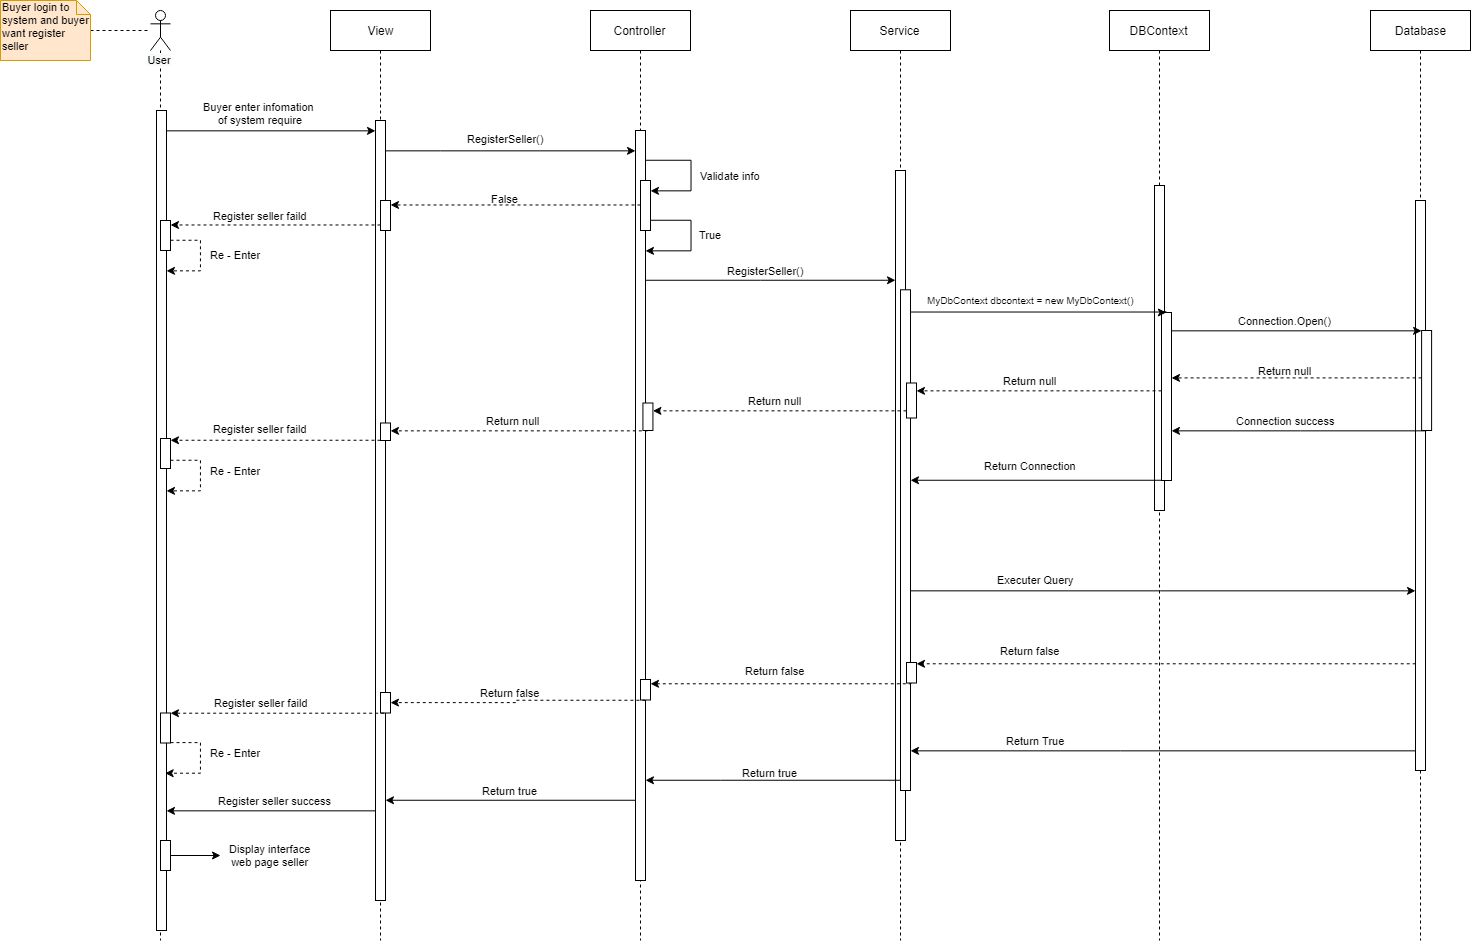 Buyer login to
system and buyer
want register
seller
User
View
Controller
Service
DBContext
Database
Buyer enter infomation
of system require
RegisterSeller()
Validate info
False
Register seller faild
True
Re - Enter
RegisterSeller()
MyDbContext dbcontext = new MyDbContext()
Connection.Open()
Return null
Return null
Return null
Return null
Register seller faild
Connection success
Re - Enter
Return Connection
Executer Query
Return false
Return false
Return false
Register seller faild
Return True
Re - Enter
Return true
Return true
Register seller success
Display interface
web page seller